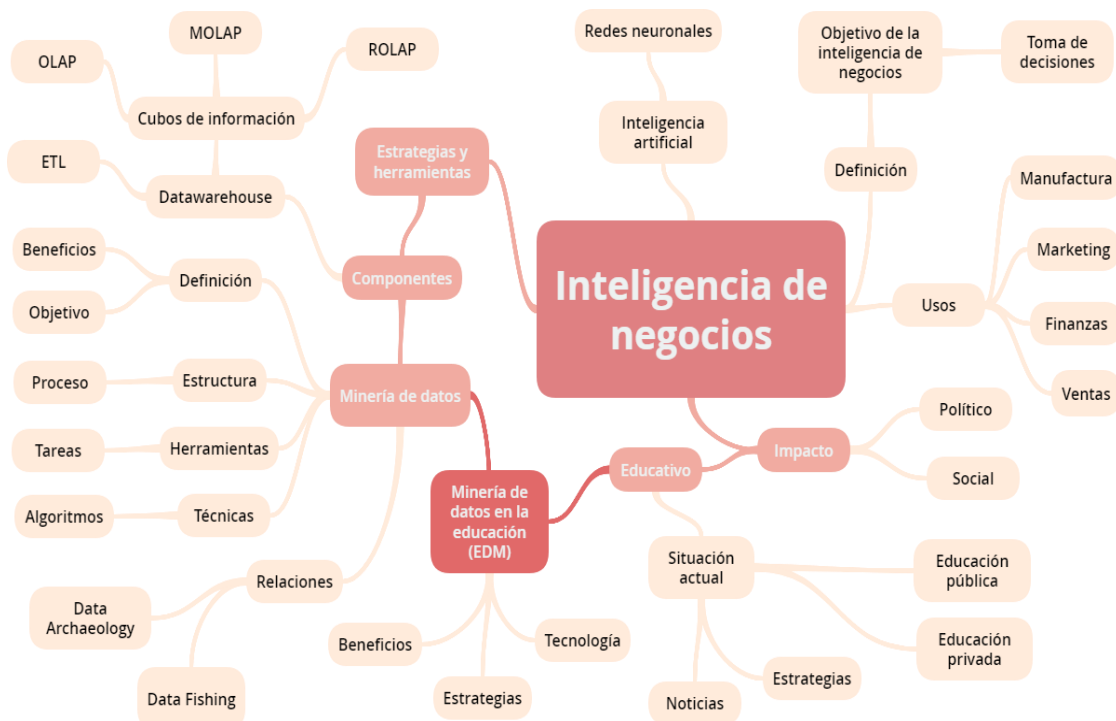 MOLAP
OLAP
ROLAP
Cubos de información
ETL
Datawarehouse
Estrategias y
herramientas
Componentes
Beneficios
Definición
Objetivo
Proceso
Estructura
Minería de datos
Tareas
Herramientas
Algoritmos
Técnicas
Relaciones
Data
Archaeology
Data Fishing
Redes neuronales
Inteligencia
artificial
Objetivo de la
inteligencia de
negocios
Toma de
decisiones
Definición
Inteligencia de
negocios
Usos
Manufactura
Marketing
Finanzas
Ventas
Impacto
Político
Social
Educativo
Minería de
datos en la
educación
(EDM)
Beneficios
Estrategias
Tecnología
Situación
actual
Educación
pública
Educación
privada
Estrategias
Noticias